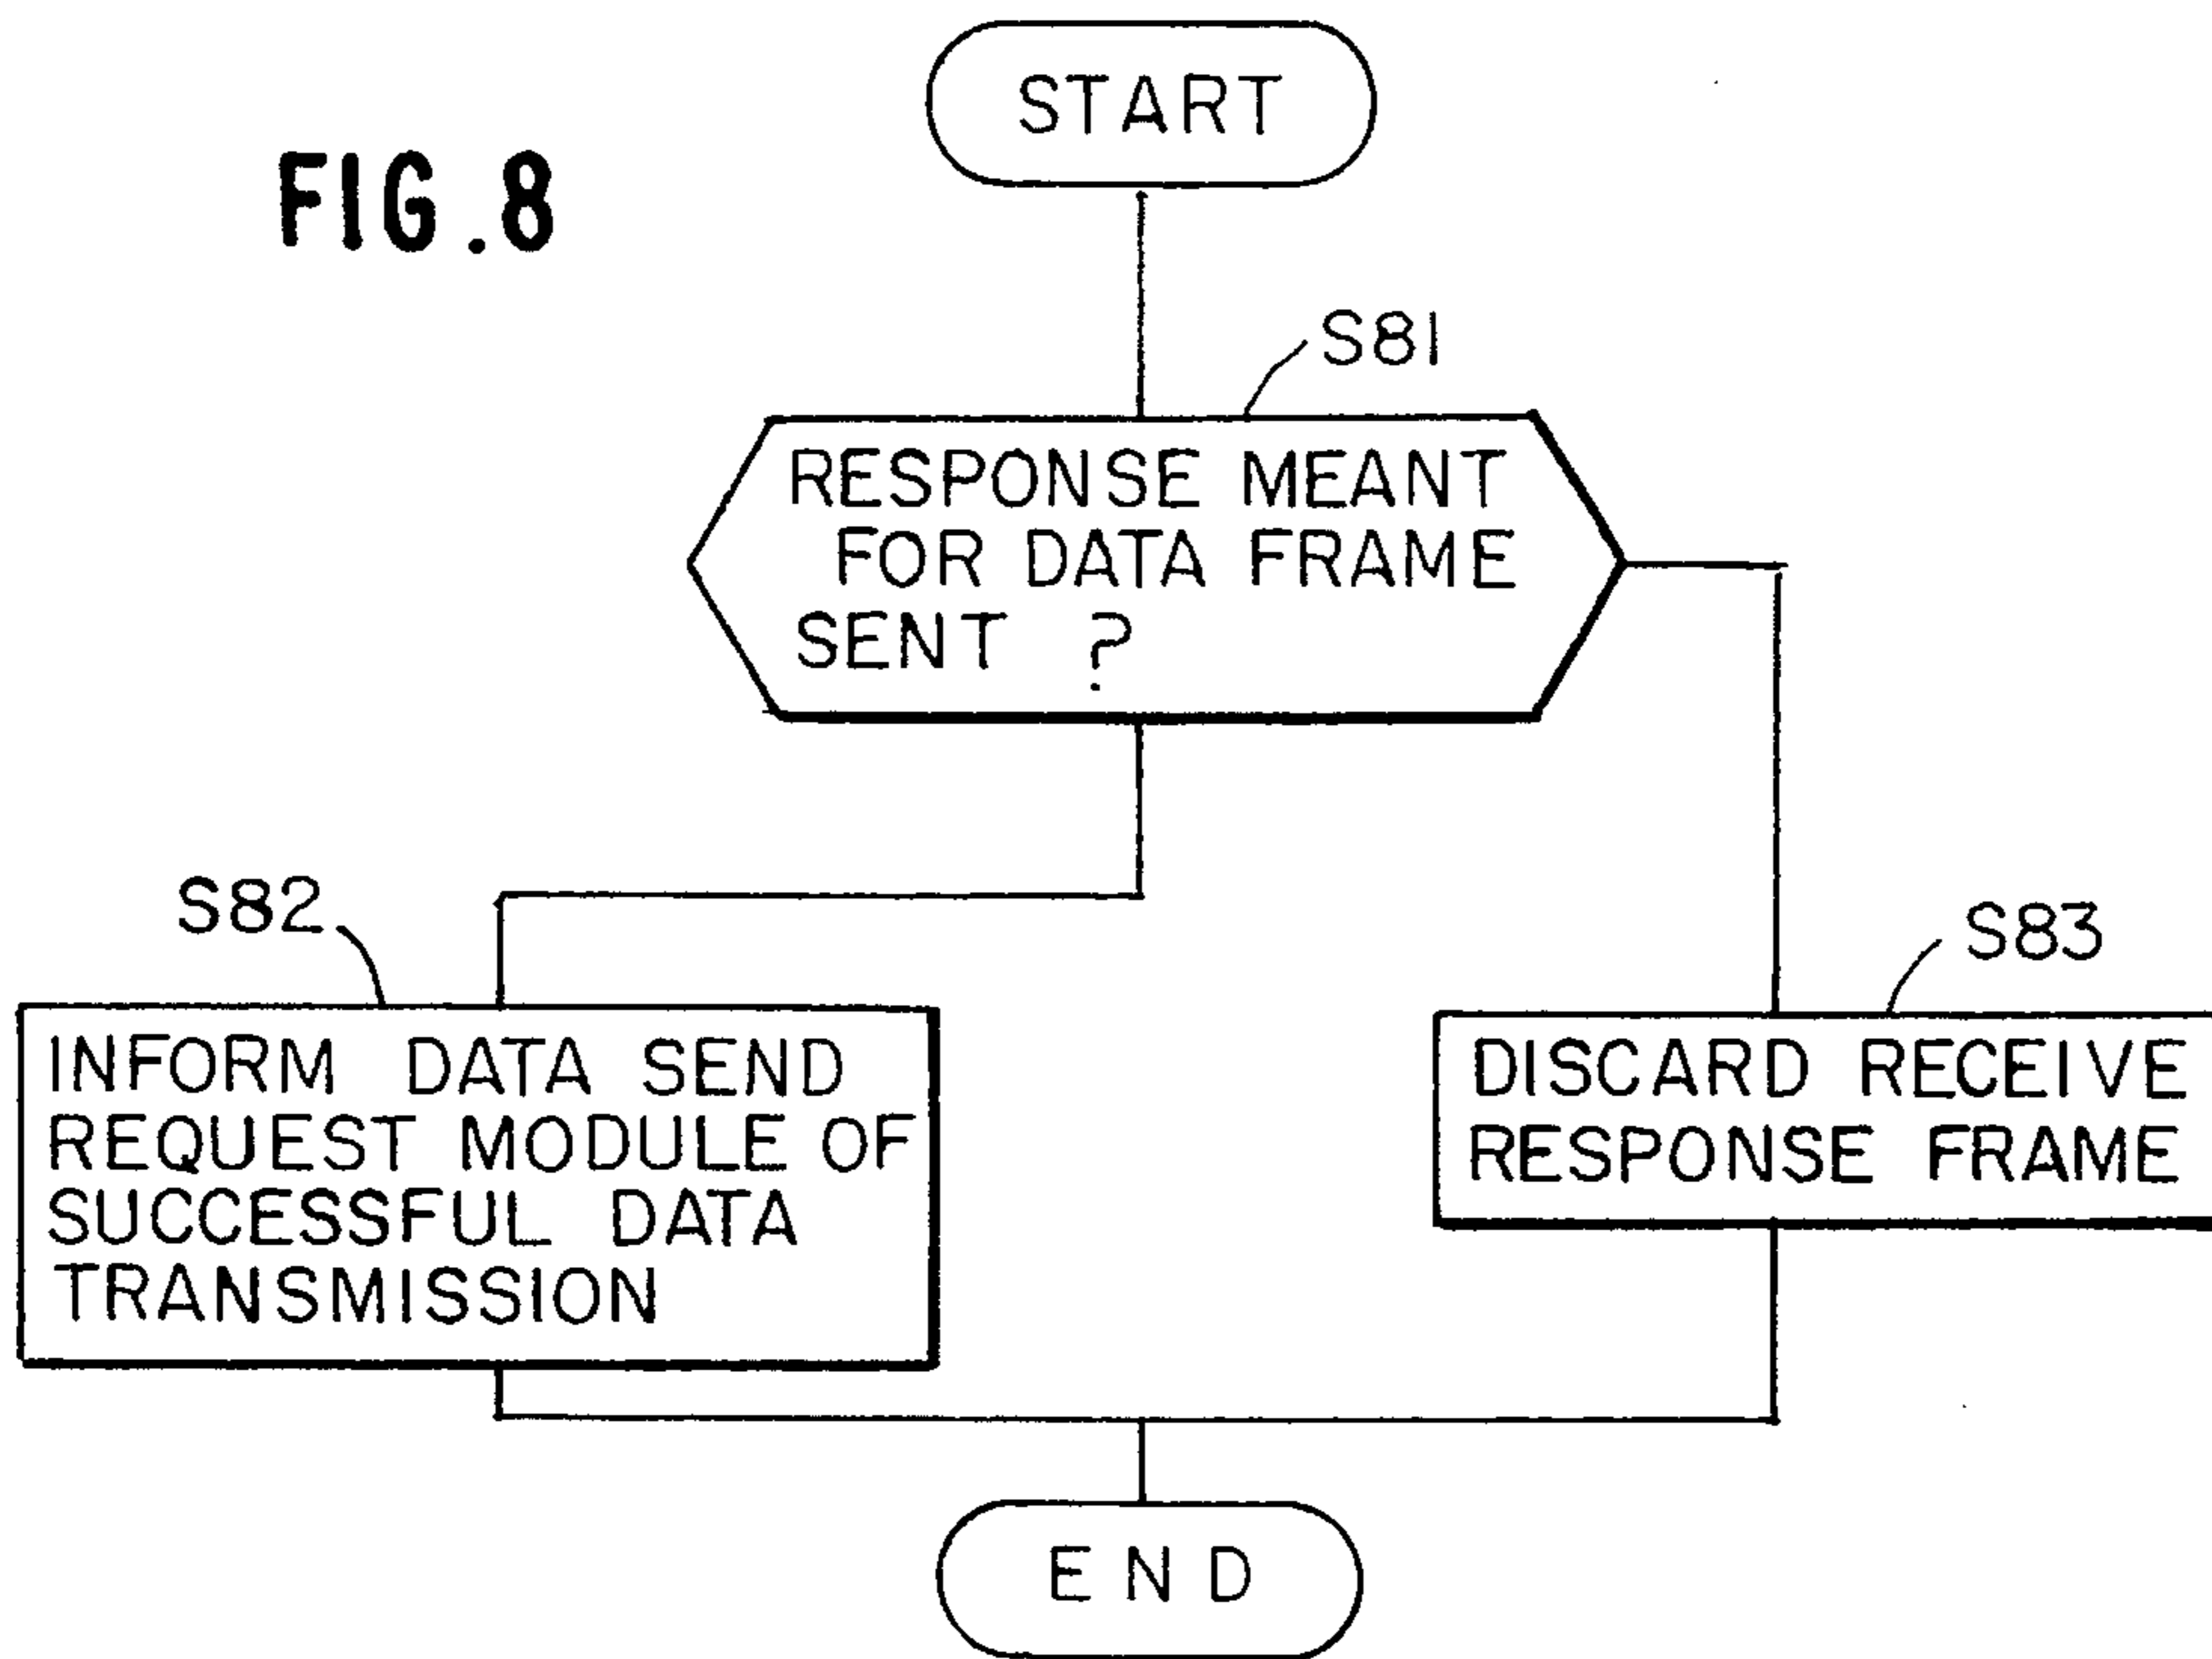 FIG.8
START
S81
RESPONSE MEANT
FOR DATA FRAME
SENT ?
S82
INFORM DATA SEND
REQUEST MODULE OF
SUCCESSFUL DATA
TRANSMISSION
S83
DISCARD RECEIVE
RESPONSE FRAME
END